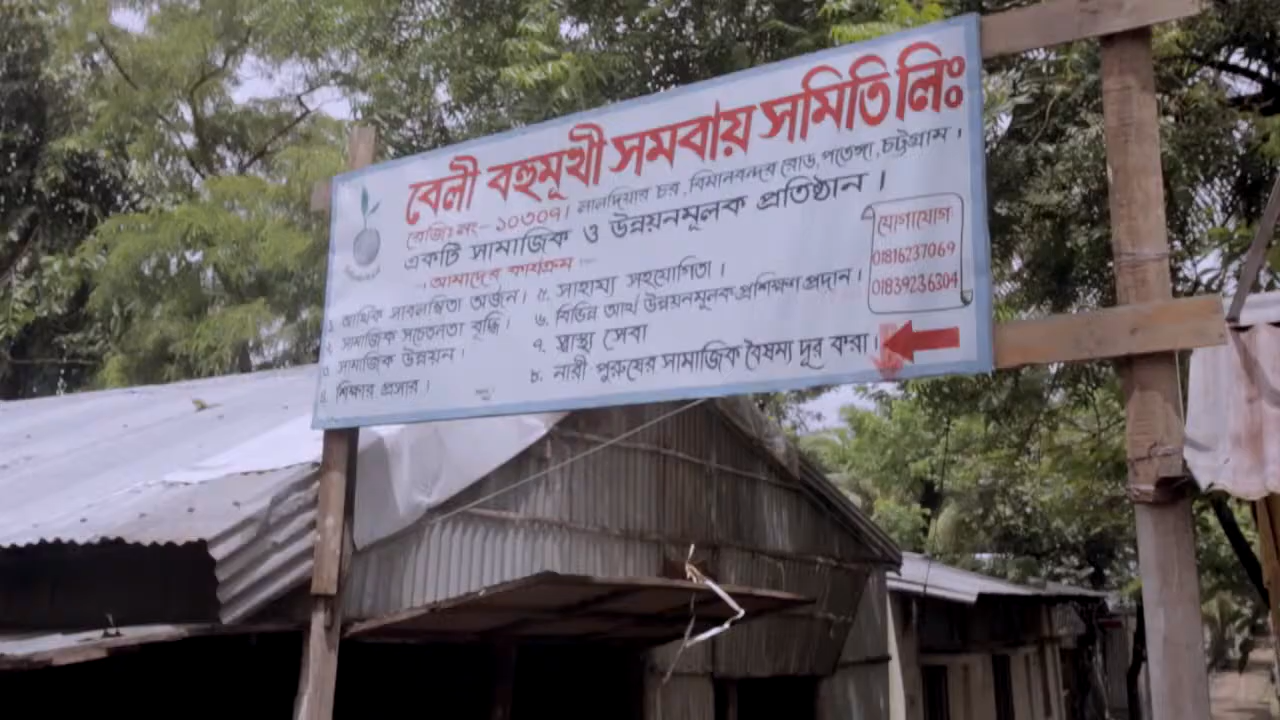 বেলী বহুমূখী সমবায় সমিতি লিঃ
রেজিঃ নং- ১০৩০৭। লালদিয়ার চর, বিমানবন্দর রোড, পতেঙ্গা, চট্টগ্রাম।
একটি সামাজিক ও উন্নয়নমূলক প্রতিষ্ঠান।
। আমাদের কার্যক্রম :-
১. আর্থিক সাবলম্বিতা অর্জন।
২. সামাজিক সচেতনতা বৃদ্ধি।
৩. সামাজিক উন্নয়ন।
৪. শিক্ষার প্রসার।
৫. সাহায্য সহযোগিতা।
৬. বিভিন্ন আর্থ উন্নয়নমূলক প্রশিক্ষণ প্রদান।
৭. স্বাস্থ্য সেবা
৮. নারী পুরুষের সামাজিক বৈষম্য দূর করা।
যোগাযোগ
01816237069
01839236304